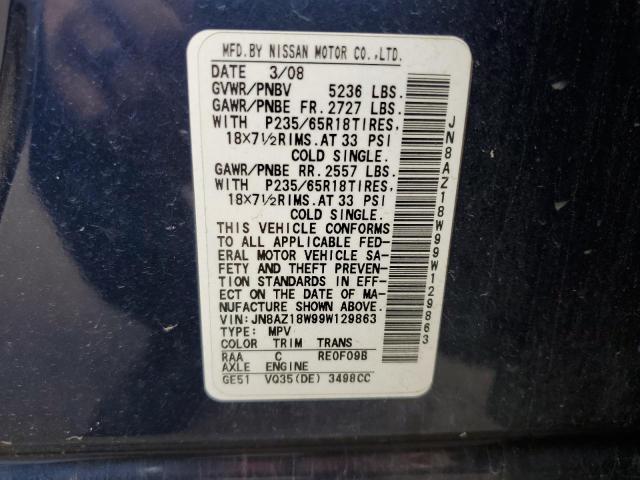 MFD.BY NISSAN MOTOR CO.,LTD.
DATE 3/08
GVWR/PNBV 5236 LBS.
GAWR/PNBE FR. 2727 LBS.
WITH P235/65R18TIRES,
18×7½RIMS.AT 33 PSI
COLD SINGLE.
GAWR/PNBE RR. 2557 LBS.
WITH P235/65R18TIRES,
18×7½RIMS.AT 33 PSI
COLD SINGLE.
THIS VEHICLE CONFORMS
TO ALL APPLICABLE FED-
ERAL MOTOR VEHICLE SA-
FETY AND THEFT PREVEN-
TION STANDARDS IN EFF-
ECT ON THE DATE OF MA-
NUFACTURE SHOWN ABOVE.
VIN:JN8AZ18W99W129863
TYPE: MPV
COLOR TRIM TRANS
RAA C RE0F09B
AXLE ENGINE
GE51 VQ35(DE) 3498CC
JN8AZ18W99W129863